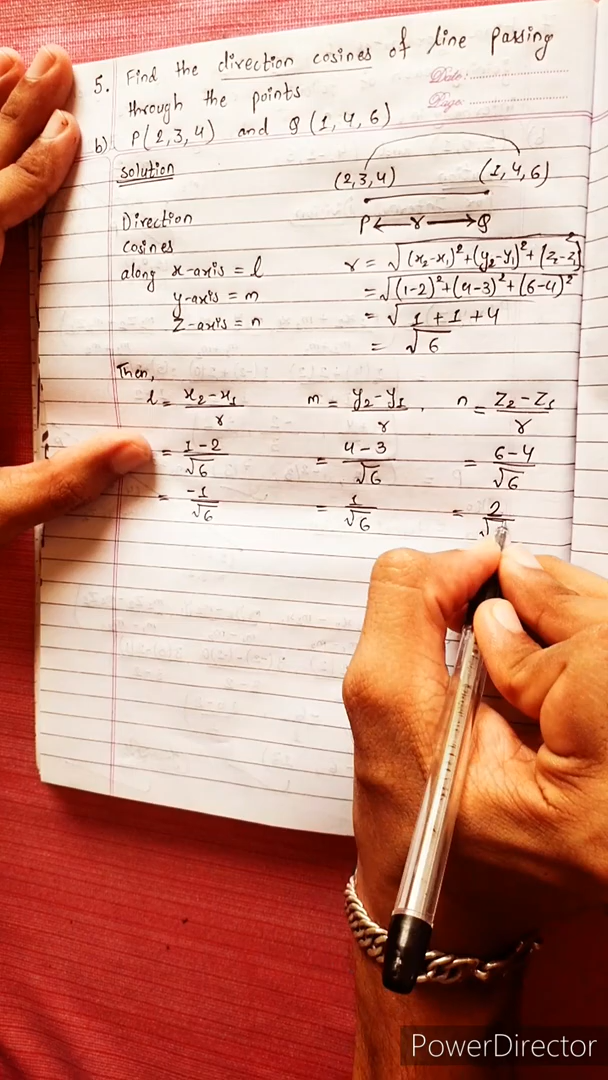 5. Find the direction cosines of line passing
Date:
through the points
Page:
b) P(2,3,4) and Q(1,4,6)
solution
(2,3,4) (1,4,6)
P ← r → Q
Direction
cosines
along x-axis = l
y-axis = m
z-axis = n
r = √(x₂-x₁)²+(y₂-y₁)²+(z₂-z₁
= √(1-2)²+(4-3)²+(6-4)²
= √1+1+4
= √6
Then,
l = x₂-x₁/r m = y₂-y₁/r , n = z₂-z₁/r
= 1-2/√6 = 4-3/√6 = 6-4/√6
= -1/√6 = 1/√6 = 2/√
PowerDirector